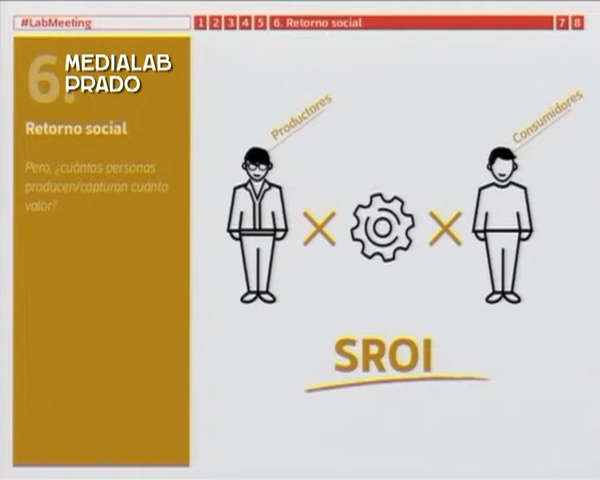 #LabMeeting
1 2 3 4 5 6. Retorno social 7 8
6.
MEDIALAB
PRADO
Retorno social
Pero, ¿cuántas personas
producen/capturan cuánto
valor?
Productores
Consumidores
SROI